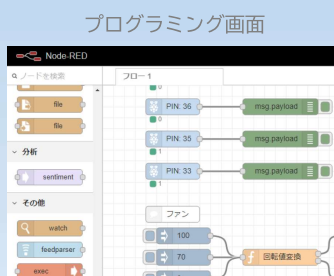 プログラミング画面
Node-RED
ノードを検索
フロー 1
file
file
分析
sentiment
その他
watch
feedparser
exec
0
PIN: 36
msg.payload
0
PIN: 35
msg.payload
1
PIN: 33
msg.payload
1
ファン
100
70
f
回転値変換